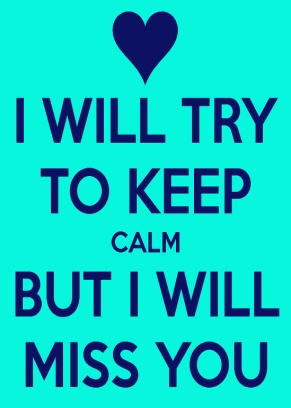 I WILL TRY
TO KEEP
CALM
BUT I WILL
MISS YOU